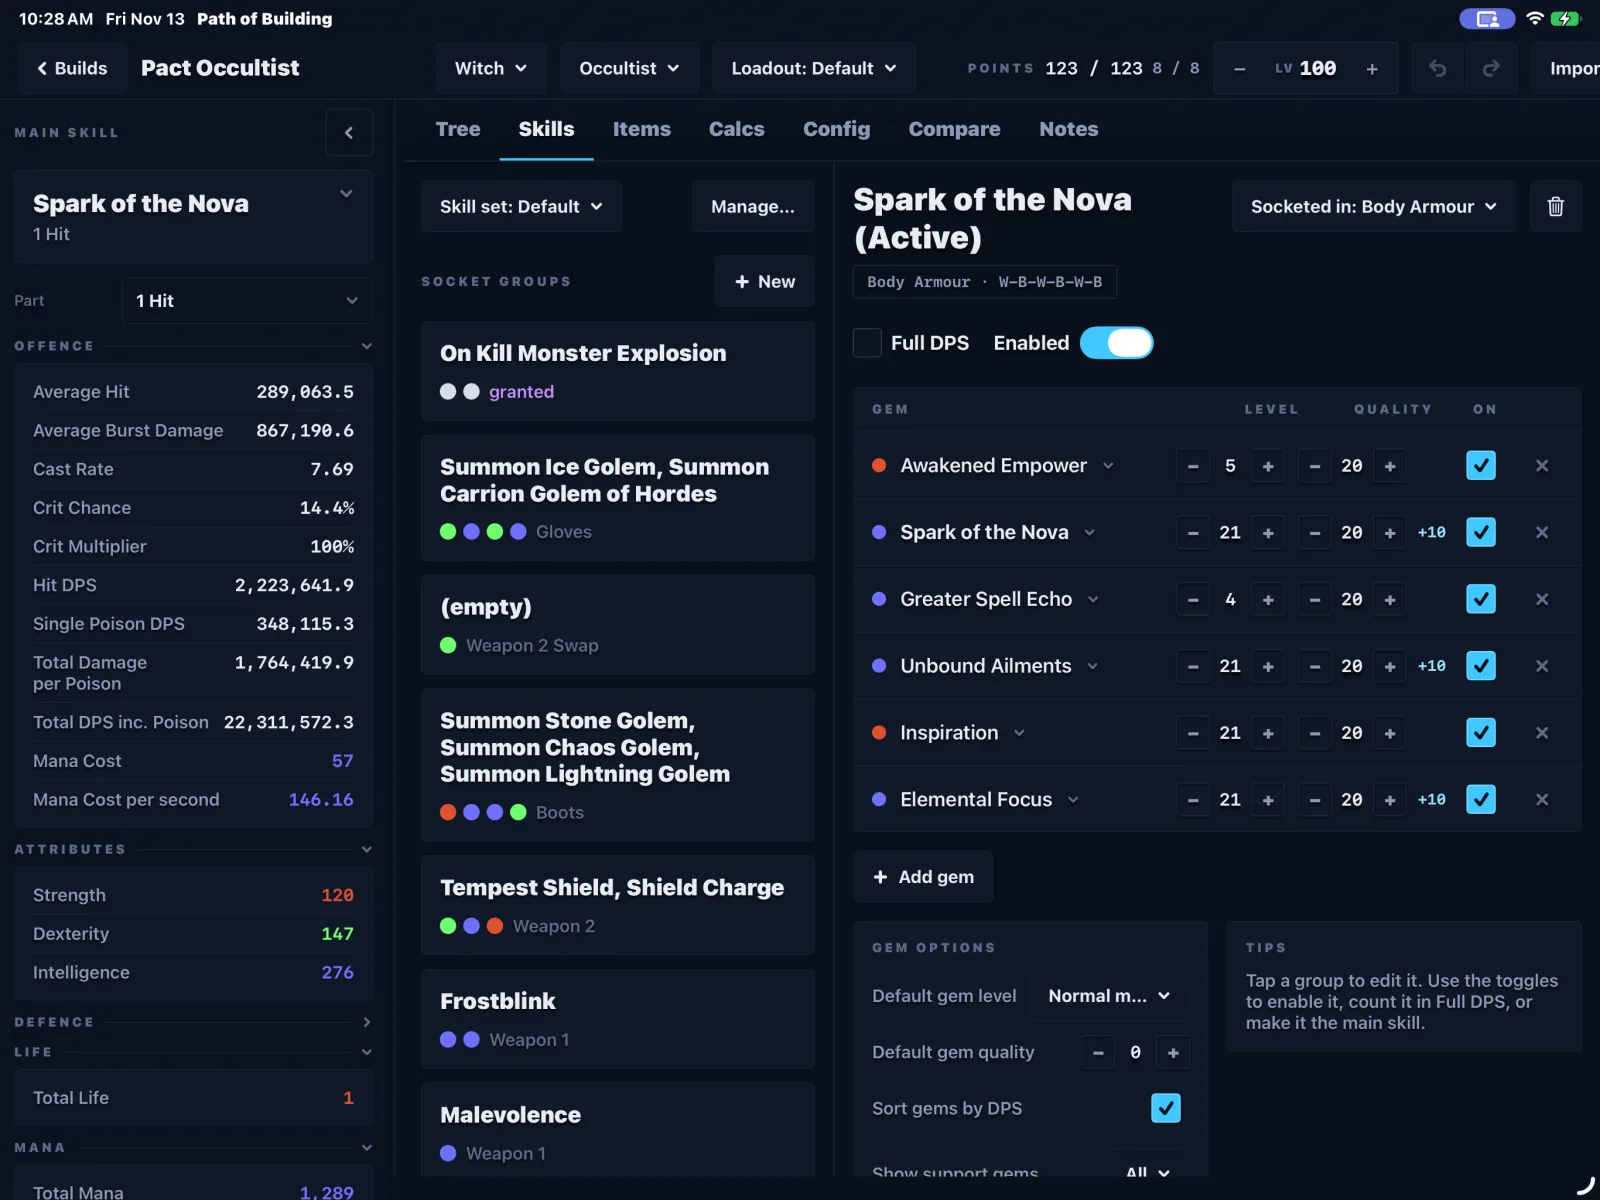 10:28 AM Fri Nov 13 Path of Building
Builds
Pact Occultist
Witch
Occultist
Loadout: Default
POINTS 123 / 123 8 / 8
– LV 100 +
Impor
MAIN SKILL
Spark of the Nova
1 Hit
Part
1 Hit
OFFENCE
Average Hit 289,063.5
Average Burst Damage 867,190.6
Cast Rate 7.69
Crit Chance 14.4%
Crit Multiplier 100%
Hit DPS 2,223,641.9
Single Poison DPS 348,115.3
Total Damage 1,764,419.9
per Poison
Total DPS inc. Poison 22,311,572.3
Mana Cost 57
Mana Cost per second 146.16
ATTRIBUTES
Strength 120
Dexterity 147
Intelligence 276
DEFENCE
LIFE
Total Life 1
MANA
Total Mana 1,289
Tree
Skills
Items
Calcs
Config
Compare
Notes
Skill set: Default
Manage...
SOCKET GROUPS
+ New
On Kill Monster Explosion
granted
Summon Ice Golem, Summon
Carrion Golem of Hordes
Gloves
(empty)
Weapon 2 Swap
Summon Stone Golem,
Summon Chaos Golem,
Summon Lightning Golem
Boots
Tempest Shield, Shield Charge
Weapon 2
Frostblink
Weapon 1
Malevolence
Weapon 1
Spark of the Nova
(Active)
Socketed in: Body Armour
Body Armour · W-B-W-B-W-B
Full DPS Enabled
GEM LEVEL QUALITY ON
Awakened Empower – 5 + – 20 +
Spark of the Nova – 21 + – 20 + +10
Greater Spell Echo – 4 + – 20 +
Unbound Ailments – 21 + – 20 + +10
Inspiration – 21 + – 20 +
Elemental Focus – 21 + – 20 + +10
+ Add gem
GEM OPTIONS
Default gem level Normal m...
Default gem quality – 0 +
Sort gems by DPS
Show support gems All
TIPS
Tap a group to edit it. Use the toggles
to enable it, count it in Full DPS, or
make it the main skill.